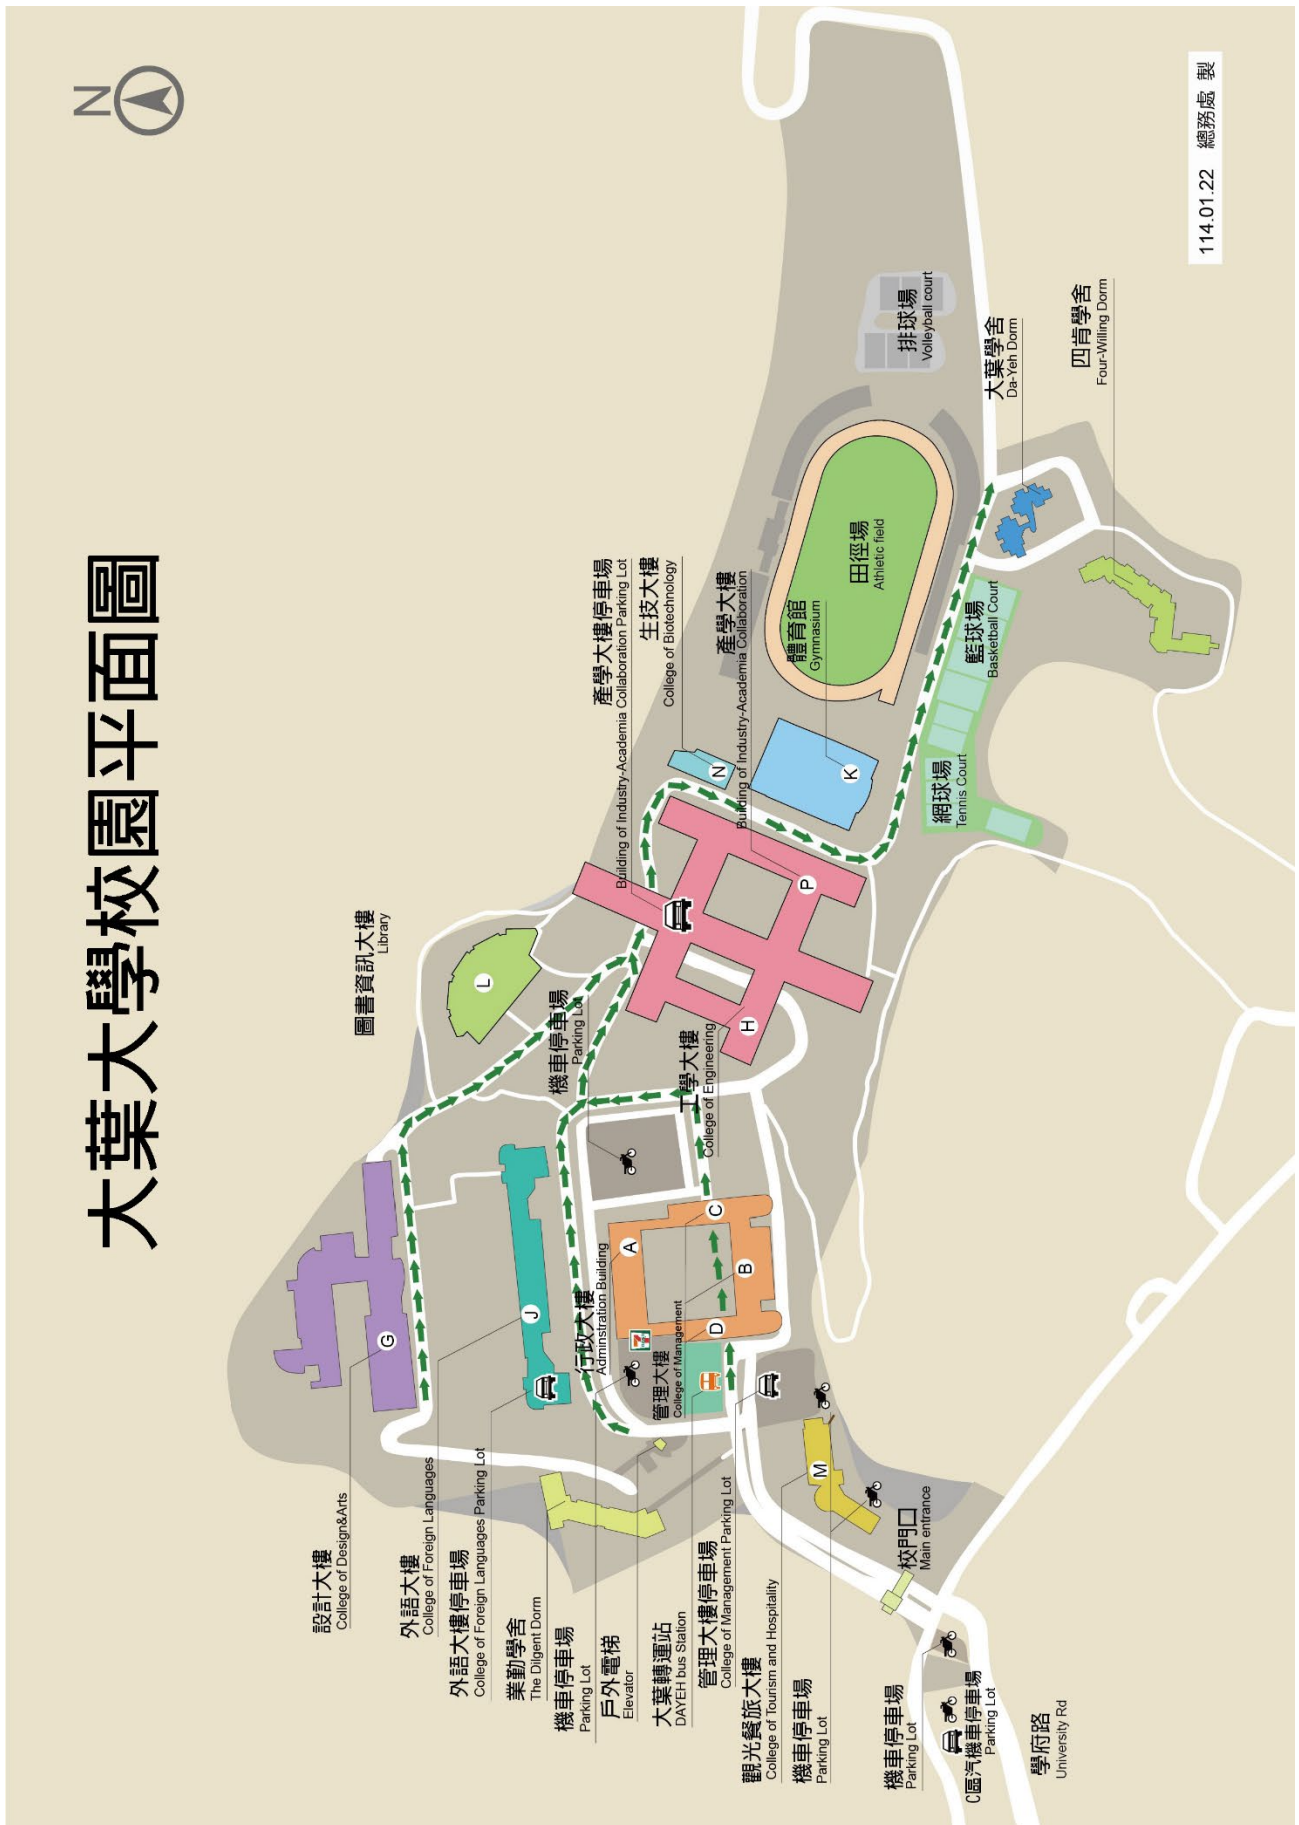 大葉大學校園平面圖
N
114.01.22 總務處 製
設計大樓
College of Design&Arts
外語大樓
College of Foreign Languages
外語大樓停車場
College of Foreign Languages Parking Lot
業勤學舍
The Dilgent Dorm
機車停車場
Parking Lot
戶外電梯
Elevator
大葉轉運站
DAYEH bus Station
管理大樓停車場
College of Management Parking Lot
觀光餐旅大樓
College of Tourism and Hospitality
機車停車場
Parking Lot
機車停車場
Parking Lot
C區汽機車停車場
Parking Lot
學府路
University Rd
校門口
Main entrance
行政大樓
Adminstration Building
管理大樓
College of Management
圖書資訊大樓
Library
機車停車場
Parking Lot
工學大樓
College of Engineering
產學大樓停車場
Building of Industry-Academia Collaboration Parking Lot
生技大樓
College of Biotechnology
產學大樓
Building of Industry-Academia Collaboration
體育館
Gymnasium
田徑場
Athletic field
排球場
Volleyball court
大葉學舍
Da-Yeh Dorm
四肯學舍
Four-Willing Dorm
籃球場
Basketball Court
網球場
Tennis Court
G
J
A
B
C
D
7
M
L
H
P
N
K